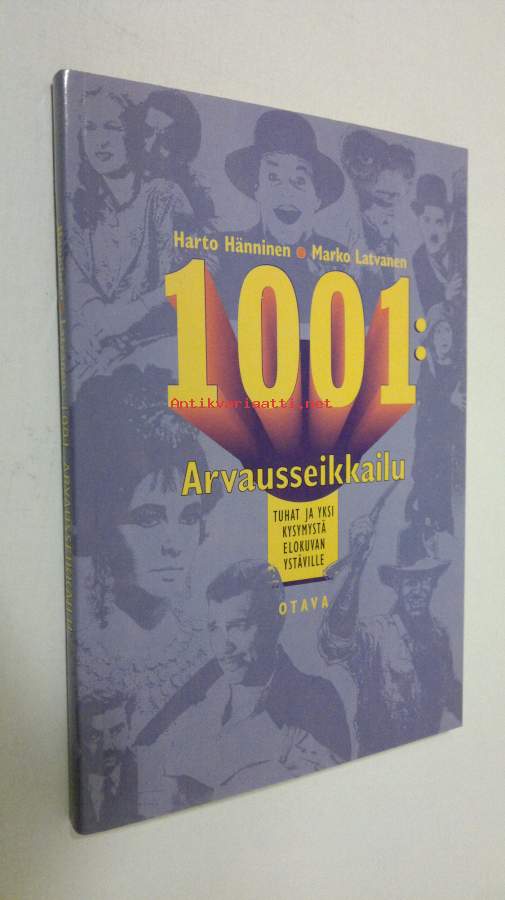 Harto Hänninen • Marko Latvanen
1001:
Antikvariaatti.net
Arvausseikkailu
TUHAT JA YKSI
KYSYMYSTÄ
ELOKUVAN
YSTÄVILLE
OTAVA